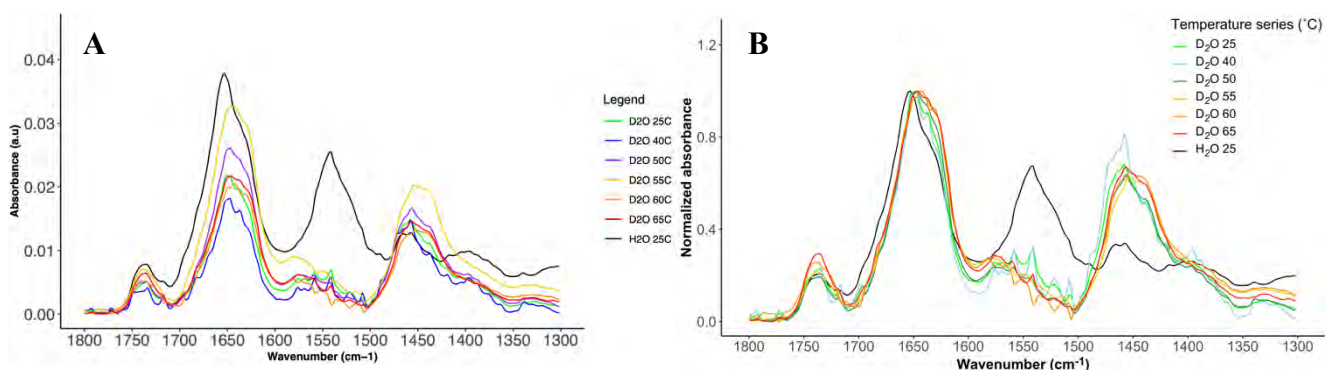 A
0.04
0.03
0.02
0.01
0.00
Absorbance (a.u)
1800 1750 1700 1650 1600 1550 1500 1450 1400 1350 1300
Wavenumber (cm–1)
Legend
D2O 25C
D2O 40C
D2O 50C
D2O 55C
D2O 60C
D2O 65C
H2O 25C
B
1.2
0.8
0.4
0.0
Normalized absorbance
1800 1750 1700 1650 1600 1550 1500 1450 1400 1350 1300
Wavenumber (cm⁻¹)
Temperature series (˚C)
D₂O 25
D₂O 40
D₂O 50
D₂O 55
D₂O 60
D₂O 65
H₂O 25